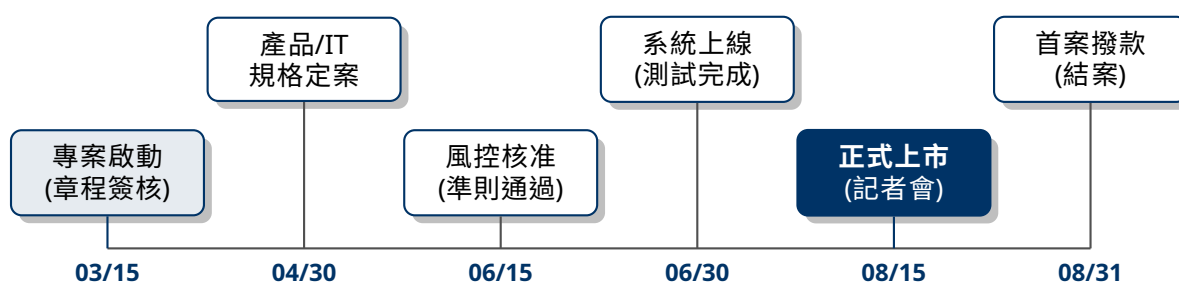 產品/IT
規格定案
系統上線
(測試完成)
首案撥款
(結案)
專案啟動
(章程簽核)
風控核准
(準則通過)
正式上市
(記者會)
03/15
04/30
06/15
06/30
08/15
08/31